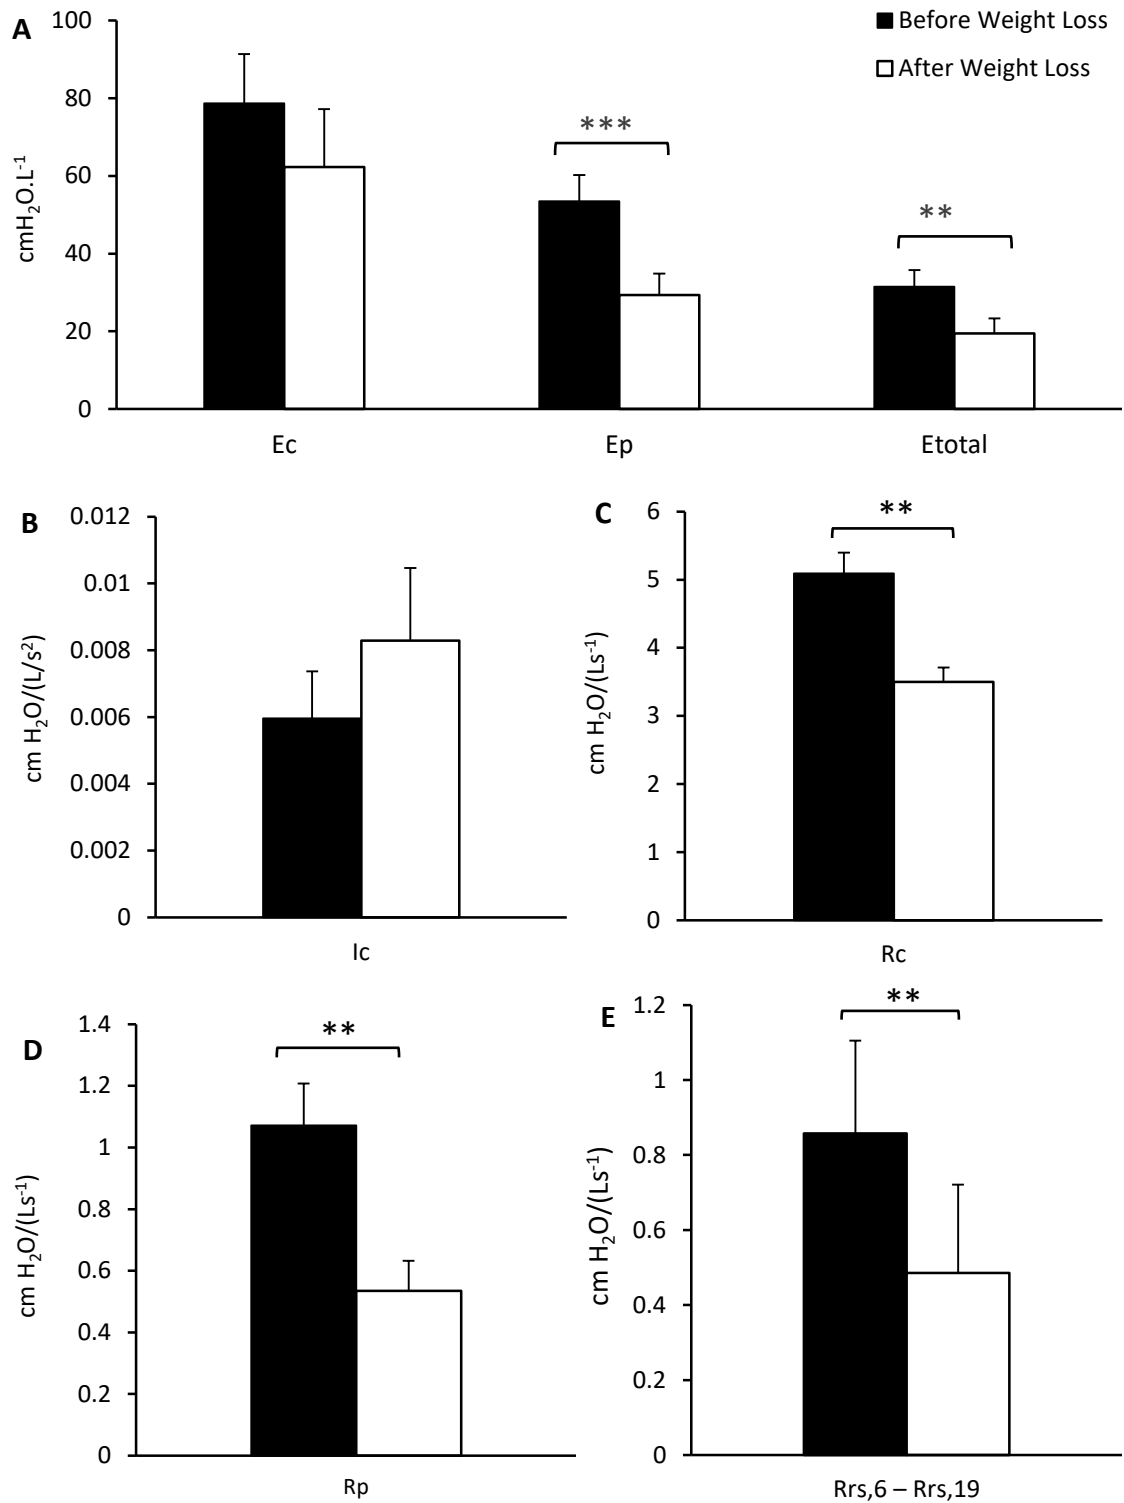 A
100
80
60
40
20
0
cmH₂O.L⁻¹
■ Before Weight Loss
□ After Weight Loss
***
**
Ec
Ep
Etotal
B
0.012
0.01
0.008
0.006
0.004
0.002
0
cm H₂O/(L/s²)
Ic
C
6
5
4
3
2
1
0
cm H₂O/(Ls⁻¹)
**
Rc
D
1.4
1.2
1
0.8
0.6
0.4
0.2
0
cm H₂O/(Ls⁻¹)
**
Rp
E
1.2
1
0.8
0.6
0.4
0.2
0
cm H₂O/(Ls⁻¹)
**
Rrs,6 – Rrs,19